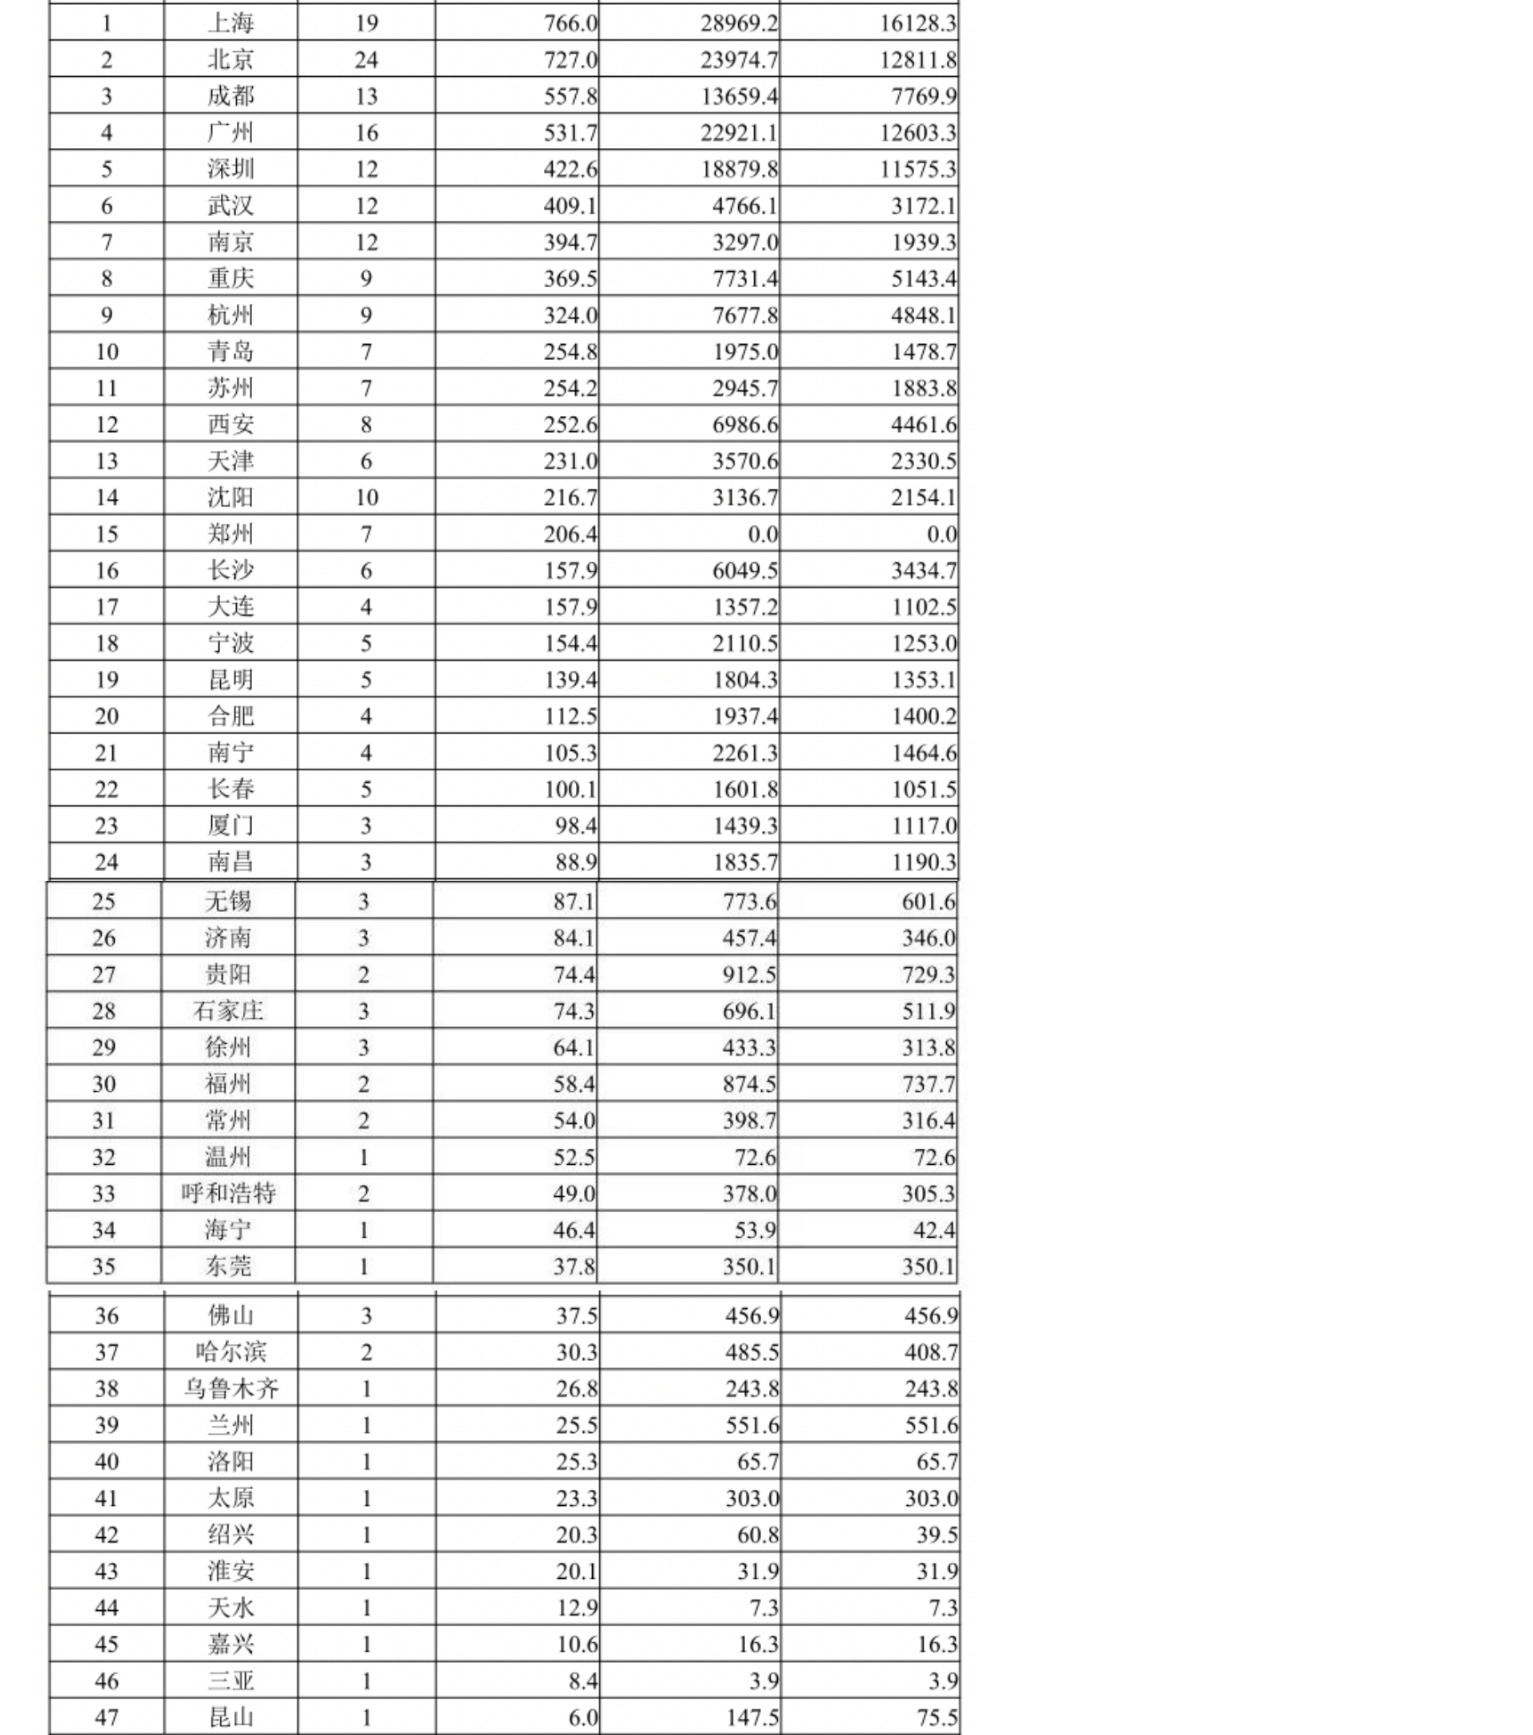 1 上海 19 766.0 28969.2 16128.3
2 北京 24 727.0 23974.7 12811.8
3 成都 13 557.8 13659.4 7769.9
4 广州 16 531.7 22921.1 12603.3
5 深圳 12 422.6 18879.8 11575.3
6 武汉 12 409.1 4766.1 3172.1
7 南京 12 394.7 3297.0 1939.3
8 重庆 9 369.5 7731.4 5143.4
9 杭州 9 324.0 7677.8 4848.1
10 青岛 7 254.8 1975.0 1478.7
11 苏州 7 254.2 2945.7 1883.8
12 西安 8 252.6 6986.6 4461.6
13 天津 6 231.0 3570.6 2330.5
14 沈阳 10 216.7 3136.7 2154.1
15 郑州 7 206.4 0.0 0.0
16 长沙 6 157.9 6049.5 3434.7
17 大连 4 157.9 1357.2 1102.5
18 宁波 5 154.4 2110.5 1253.0
19 昆明 5 139.4 1804.3 1353.1
20 合肥 4 112.5 1937.4 1400.2
21 南宁 4 105.3 2261.3 1464.6
22 长春 5 100.1 1601.8 1051.5
23 厦门 3 98.4 1439.3 1117.0
24 南昌 3 88.9 1835.7 1190.3
25 无锡 3 87.1 773.6 601.6
26 济南 3 84.1 457.4 346.0
27 贵阳 2 74.4 912.5 729.3
28 石家庄 3 74.3 696.1 511.9
29 徐州 3 64.1 433.3 313.8
30 福州 2 58.4 874.5 737.7
31 常州 2 54.0 398.7 316.4
32 温州 1 52.5 72.6 72.6
33 呼和浩特 2 49.0 378.0 305.3
34 海宁 1 46.4 53.9 42.4
35 东莞 1 37.8 350.1 350.1
36 佛山 3 37.5 456.9 456.9
37 哈尔滨 2 30.3 485.5 408.7
38 乌鲁木齐 1 26.8 243.8 243.8
39 兰州 1 25.5 551.6 551.6
40 洛阳 1 25.3 65.7 65.7
41 太原 1 23.3 303.0 303.0
42 绍兴 1 20.3 60.8 39.5
43 淮安 1 20.1 31.9 31.9
44 天水 1 12.9 7.3 7.3
45 嘉兴 1 10.6 16.3 16.3
46 三亚 1 8.4 3.9 3.9
47 昆山 1 6.0 147.5 75.5